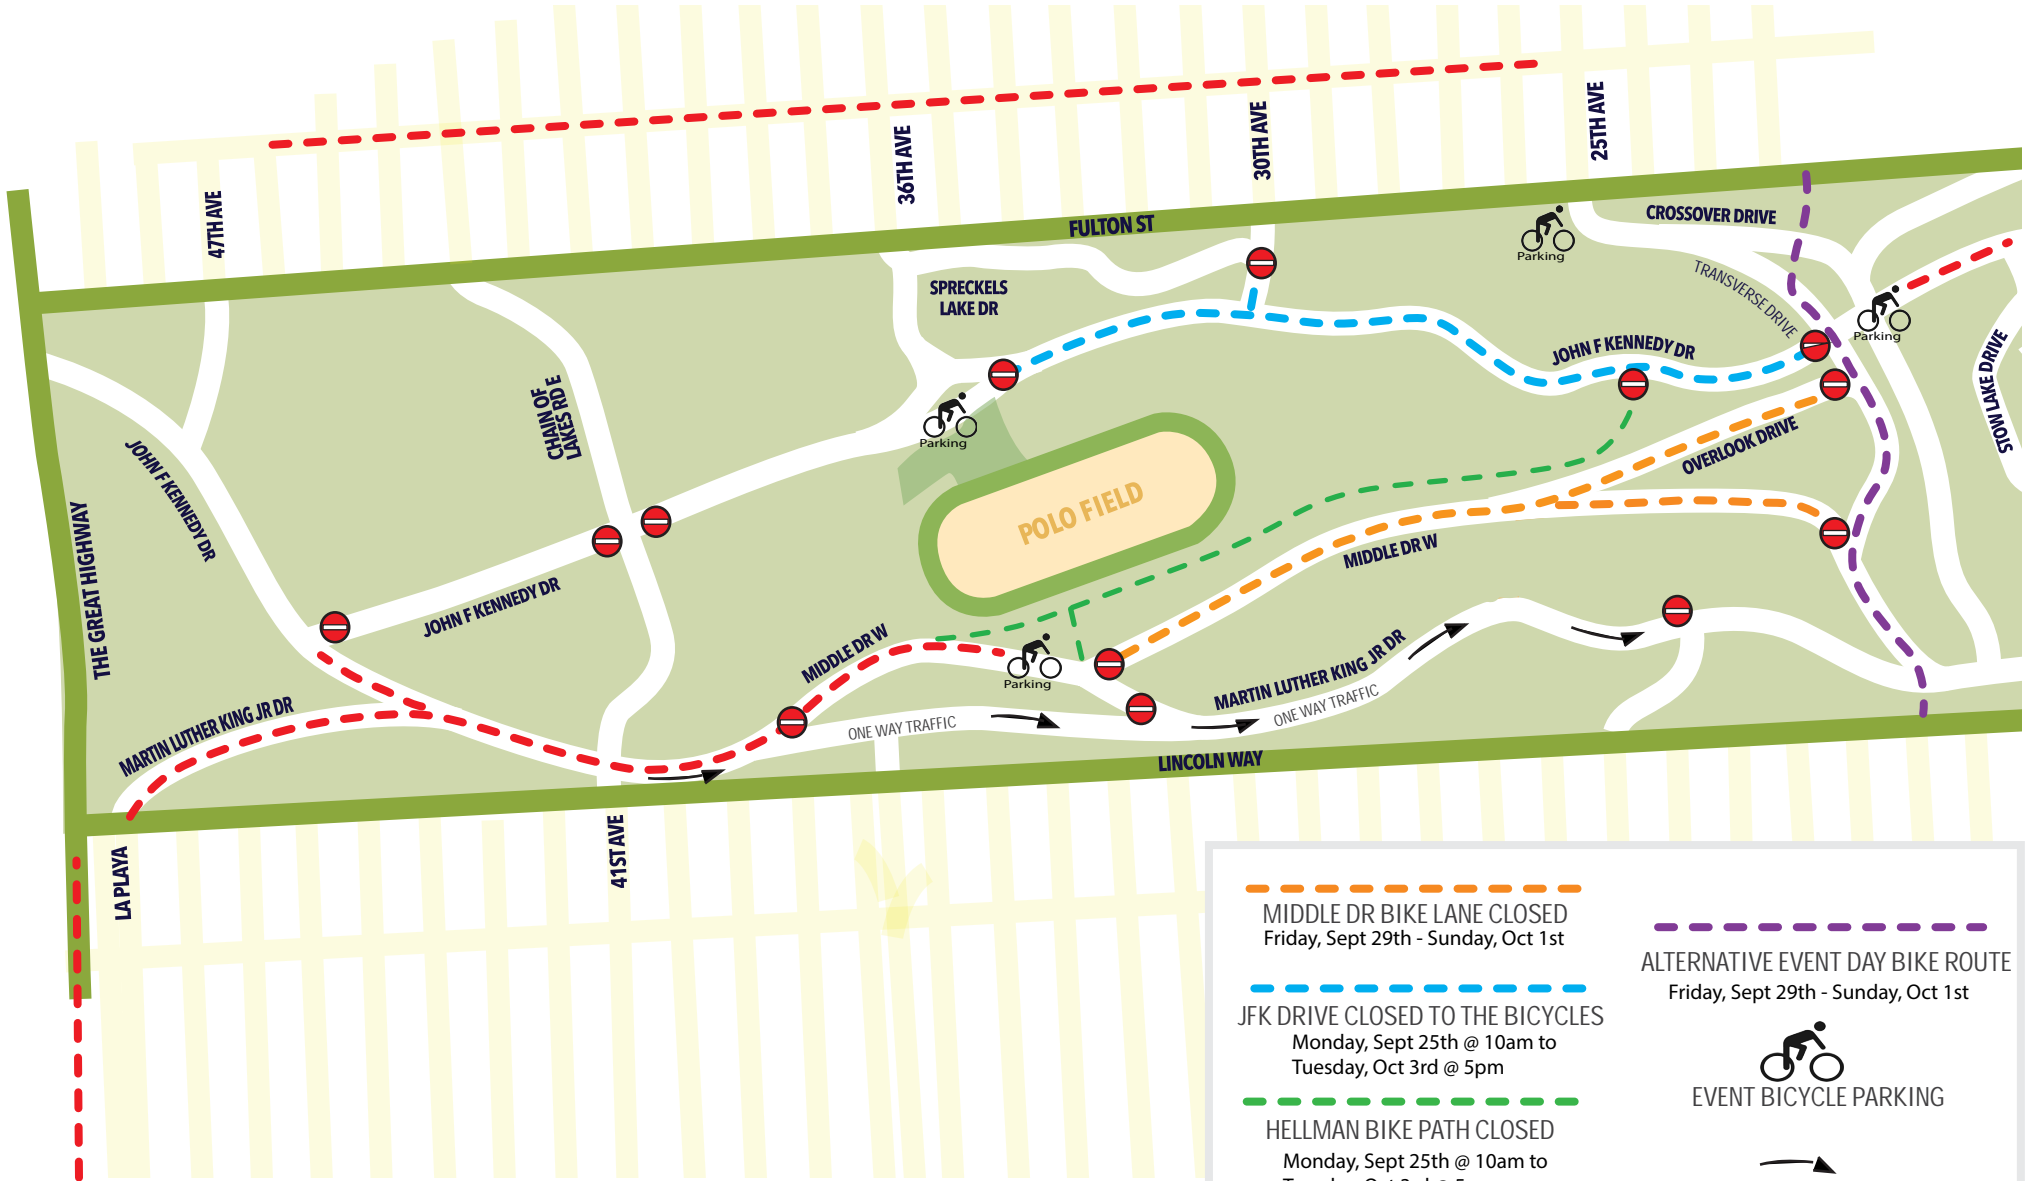 47TH AVE
36TH AVE
30TH AVE
25TH AVE
FULTON ST
CROSSOVER DRIVE
TRANSVERSE DRIVE
Parking
Parking
SPRECKELS
LAKE DR
JOHN F KENNEDY DR
STOW LAKE DRIVE
CHAIN OF
LAKES RD E
Parking
OVERLOOK DRIVE
JOHN F KENNEDY DR
POLO FIELD
THE GREAT HIGHWAY
MIDDLE DR W
JOHN F KENNEDY DR
MIDDLE DR W
Parking
MARTIN LUTHER KING JR DR
ONE WAY TRAFFIC
MARTIN LUTHER KING JR DR
ONE WAY TRAFFIC
LINCOLN WAY
LA PLAYA
41ST AVE
MIDDLE DR BIKE LANE CLOSED
Friday, Sept 29th - Sunday, Oct 1st
JFK DRIVE CLOSED TO THE BICYCLES
Monday, Sept 25th @ 10am to
Tuesday, Oct 3rd @ 5pm
HELLMAN BIKE PATH CLOSED
Monday, Sept 25th @ 10am to
ALTERNATIVE EVENT DAY BIKE ROUTE
Friday, Sept 29th - Sunday, Oct 1st
EVENT BICYCLE PARKING